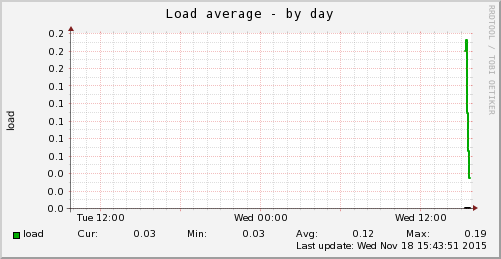 Load average - by day
RRDTOOL / TOBI OETIKER
load
0.2
0.2
0.2
0.1
0.1
0.1
0.1
0.1
0.0
0.0
0.0
Tue 12:00 Wed 00:00 Wed 12:00
load Cur: 0.03 Min: 0.03 Avg: 0.12 Max: 0.19
Last update: Wed Nov 18 15:43:51 2015